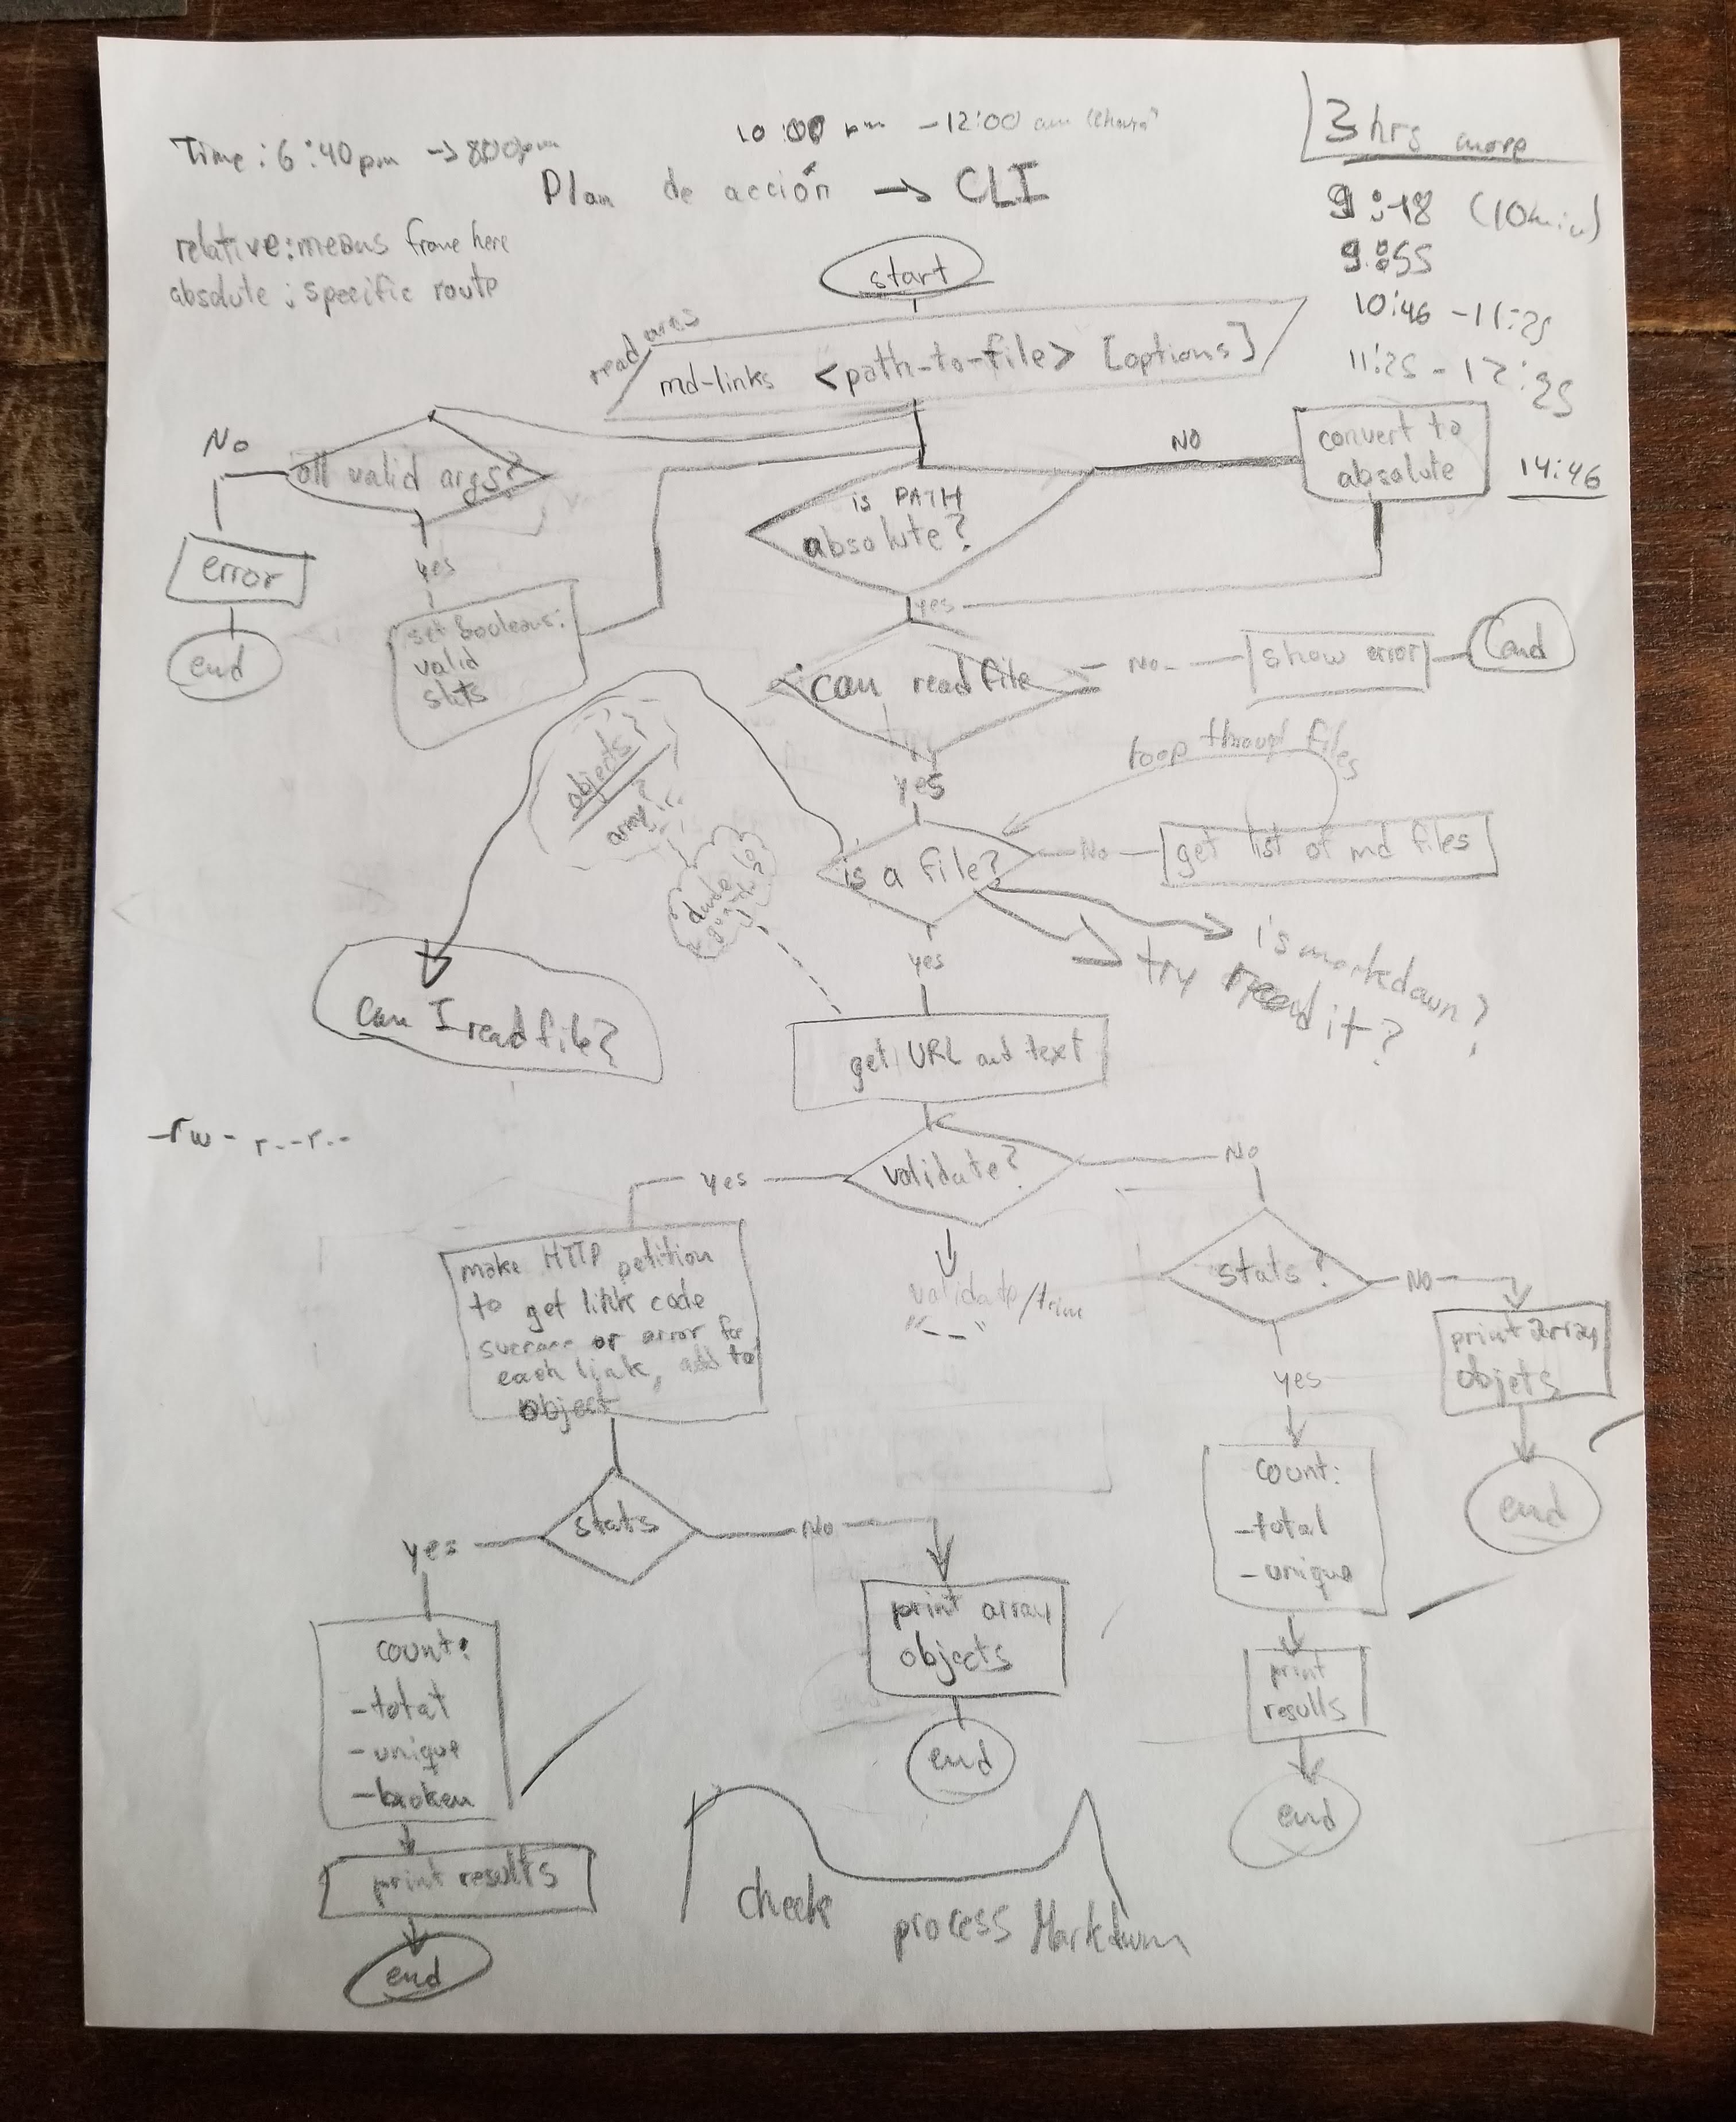 Time: 6:40pm -> 8:00pm
10:00 pm - 12:00 am
3 hrs more
Plan de acción -> CLI
9:18 (10min)
9:55
10:46 - 11:25
11:25 - 12:25
14:46
relative: means from here
absolute: specific route
start
read args
md-links <path-to-file> [options]
No
all valid args?
error
end
yes
set booleans:
valid
stats
is PATH
absolute?
NO
convert to
absolute
yes
can read file
No
show error
end
yes
loop through files
objects?
array?
is a file?
No
get list of md files
is markdown?
try read it?
can I read file?
yes
get URL and text
-rw-r--r--
validate?
yes
No
validate/trim
"--"
make HTTP petition
to get link code
success or error for
each link, add to
object
stats?
NO
print array
objets
end
yes
count:
-total
-unique
print
results
end
stats
yes
No
print array
objects
end
count:
-total
-unique
-broken
print results
end
check
process Markdown